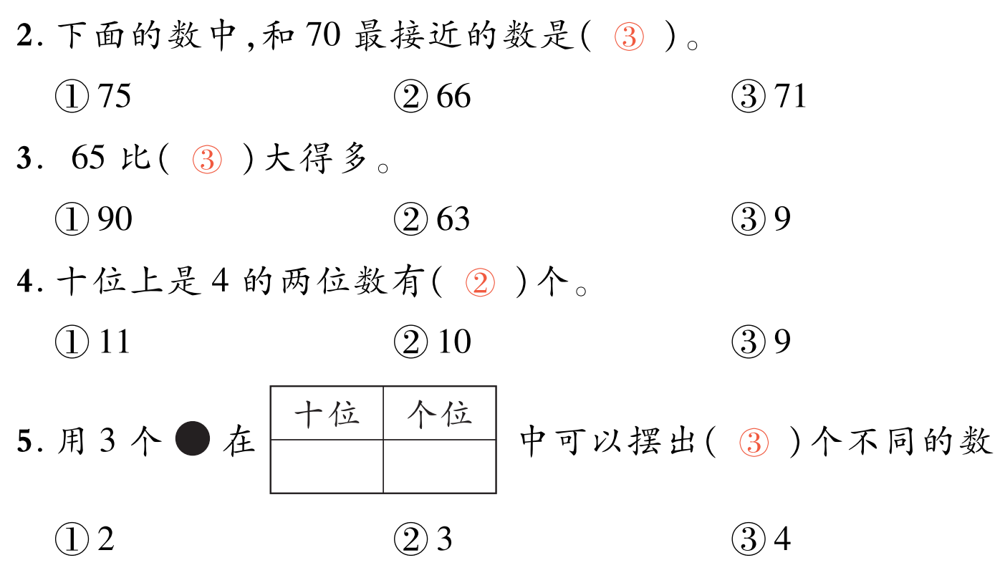 2. 下面的数中,和 70 最接近的数是( ③ )。
① 75 ② 66 ③ 71
3. 65 比( ③ )大得多。
① 90 ② 63 ③ 9
4. 十位上是 4 的两位数有( ② )个。
① 11 ② 10 ③ 9
十位 个位
5. 用 3 个 ● 在 中可以摆出( ③ )个不同的数
① 2 ② 3 ③ 4